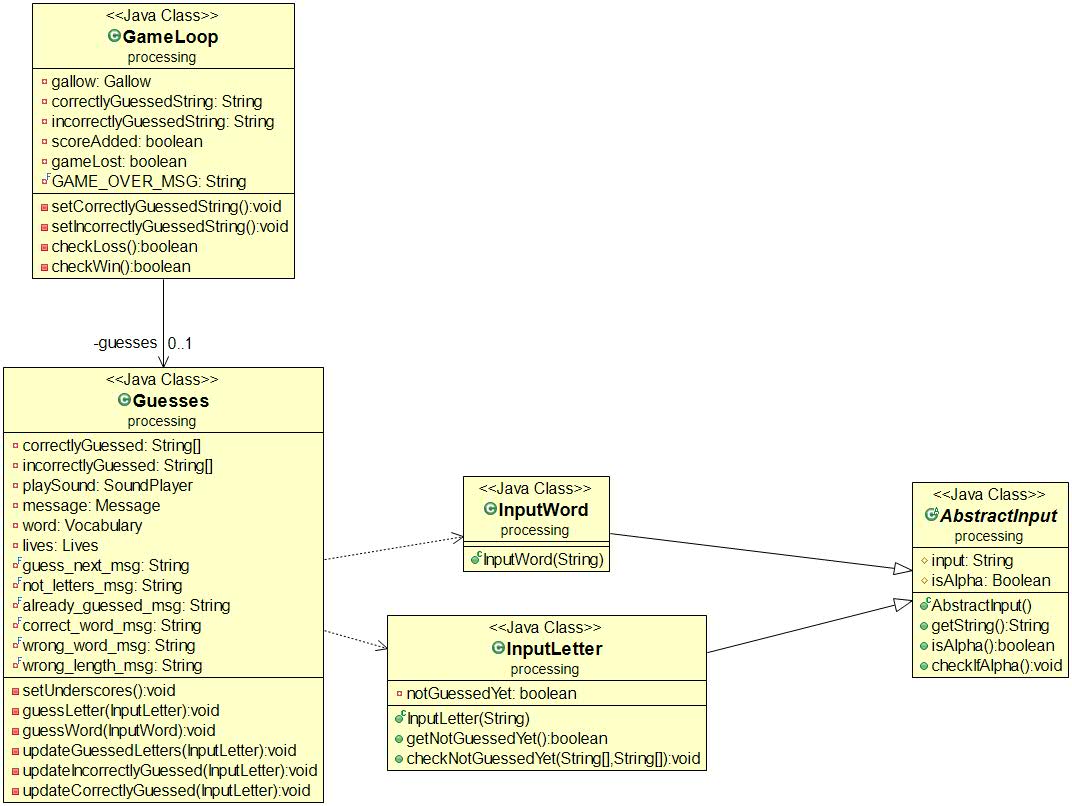 <<Java Class>>
GameLoop
processing
gallow: Gallow
correctlyGuessedString: String
incorrectlyGuessedString: String
scoreAdded: boolean
gameLost: boolean
GAME_OVER_MSG: String
setCorrectlyGuessedString():void
setIncorrectlyGuessedString():void
checkLoss():boolean
checkWin():boolean
-guesses 0..1
<<Java Class>>
Guesses
processing
correctlyGuessed: String[]
incorrectlyGuessed: String[]
playSound: SoundPlayer
message: Message
word: Vocabulary
lives: Lives
guess_next_msg: String
not_letters_msg: String
already_guessed_msg: String
correct_word_msg: String
wrong_word_msg: String
wrong_length_msg: String
setUnderscores():void
guessLetter(InputLetter):void
guessWord(InputWord):void
updateGuessedLetters(InputLetter):void
updateIncorrectlyGuessed(InputLetter):void
updateCorrectlyGuessed(InputLetter):void
<<Java Class>>
InputWord
processing
InputWord(String)
<<Java Class>>
InputLetter
processing
notGuessedYet: boolean
InputLetter(String)
getNotGuessedYet():boolean
checkNotGuessedYet(String[],String[]):void
<<Java Class>>
AbstractInput
processing
input: String
isAlpha: Boolean
AbstractInput()
getString():String
isAlpha():boolean
checkIfAlpha():void